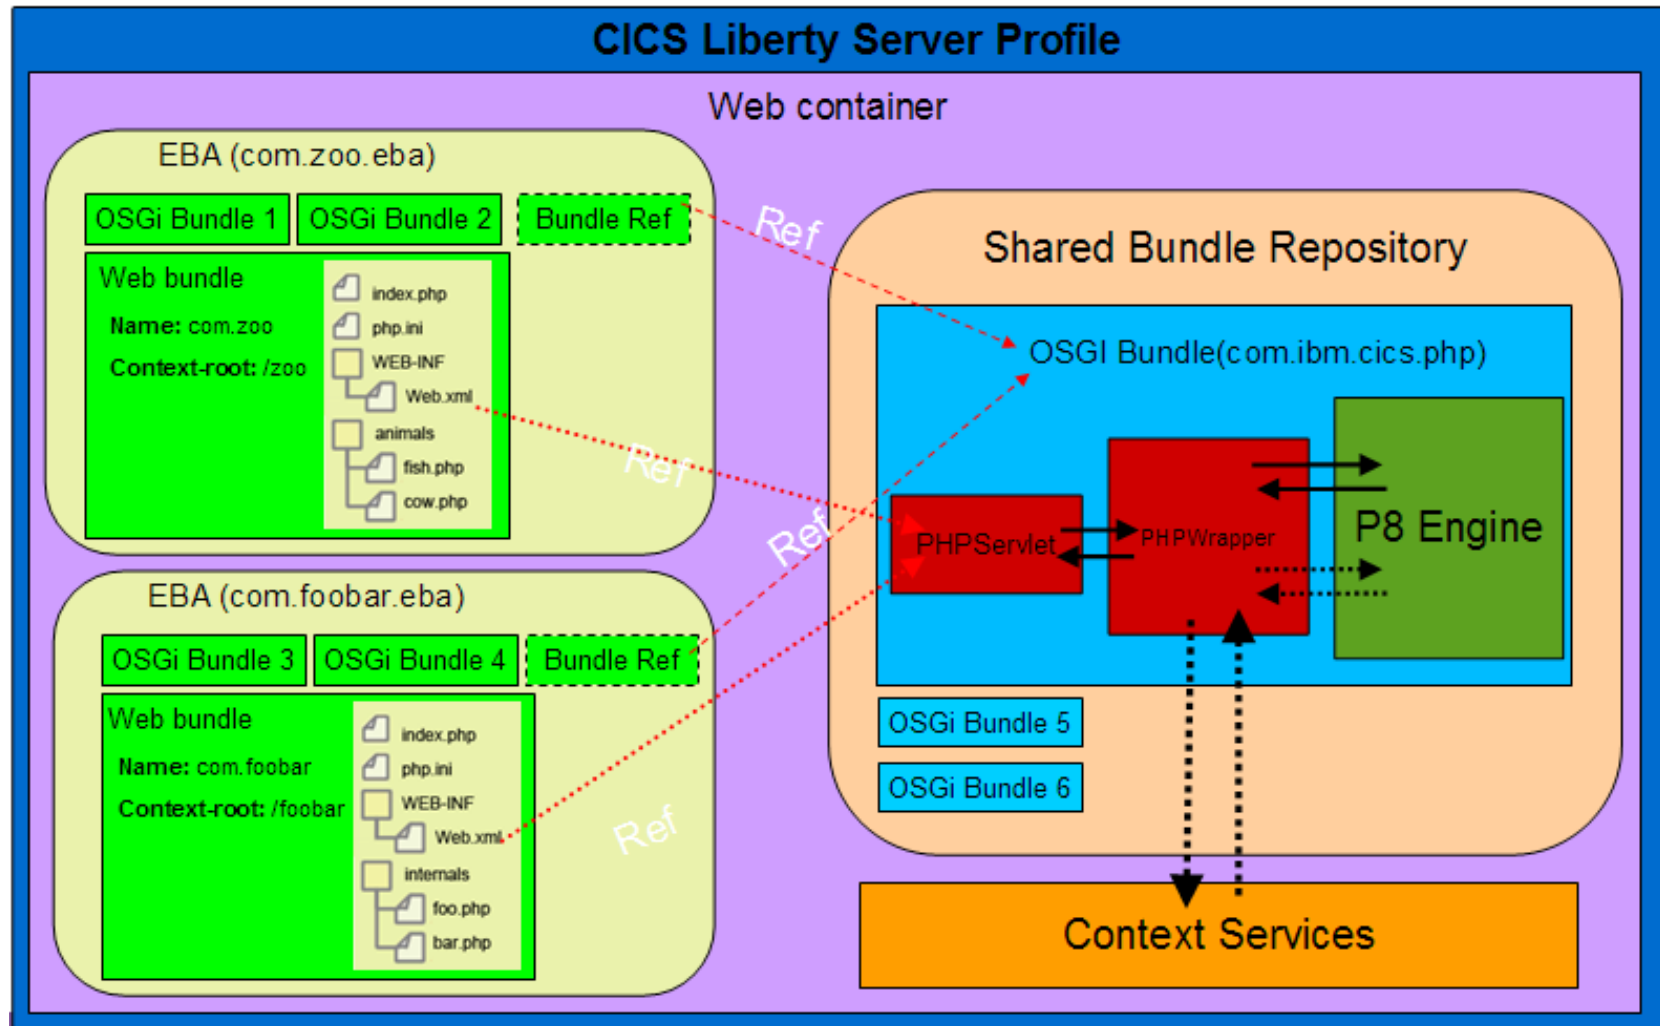 CICS Liberty Server Profile
Web container
EBA (com.zoo.eba)
OSGi Bundle 1
OSGi Bundle 2
Bundle Ref
Web bundle
Name: com.zoo
Context-root: /zoo
index.php
php.ini
WEB-INF
Web.xml
animals
fish.php
cow.php
Ref
Ref
Ref
Ref
EBA (com.foobar.eba)
OSGi Bundle 3
OSGi Bundle 4
Bundle Ref
Web bundle
Name: com.foobar
Context-root: /foobar
index.php
php.ini
WEB-INF
Web.xml
internals
foo.php
bar.php
Shared Bundle Repository
OSGI Bundle(com.ibm.cics.php)
PHPServlet
PHPWrapper
P8 Engine
OSGi Bundle 5
OSGi Bundle 6
Context Services